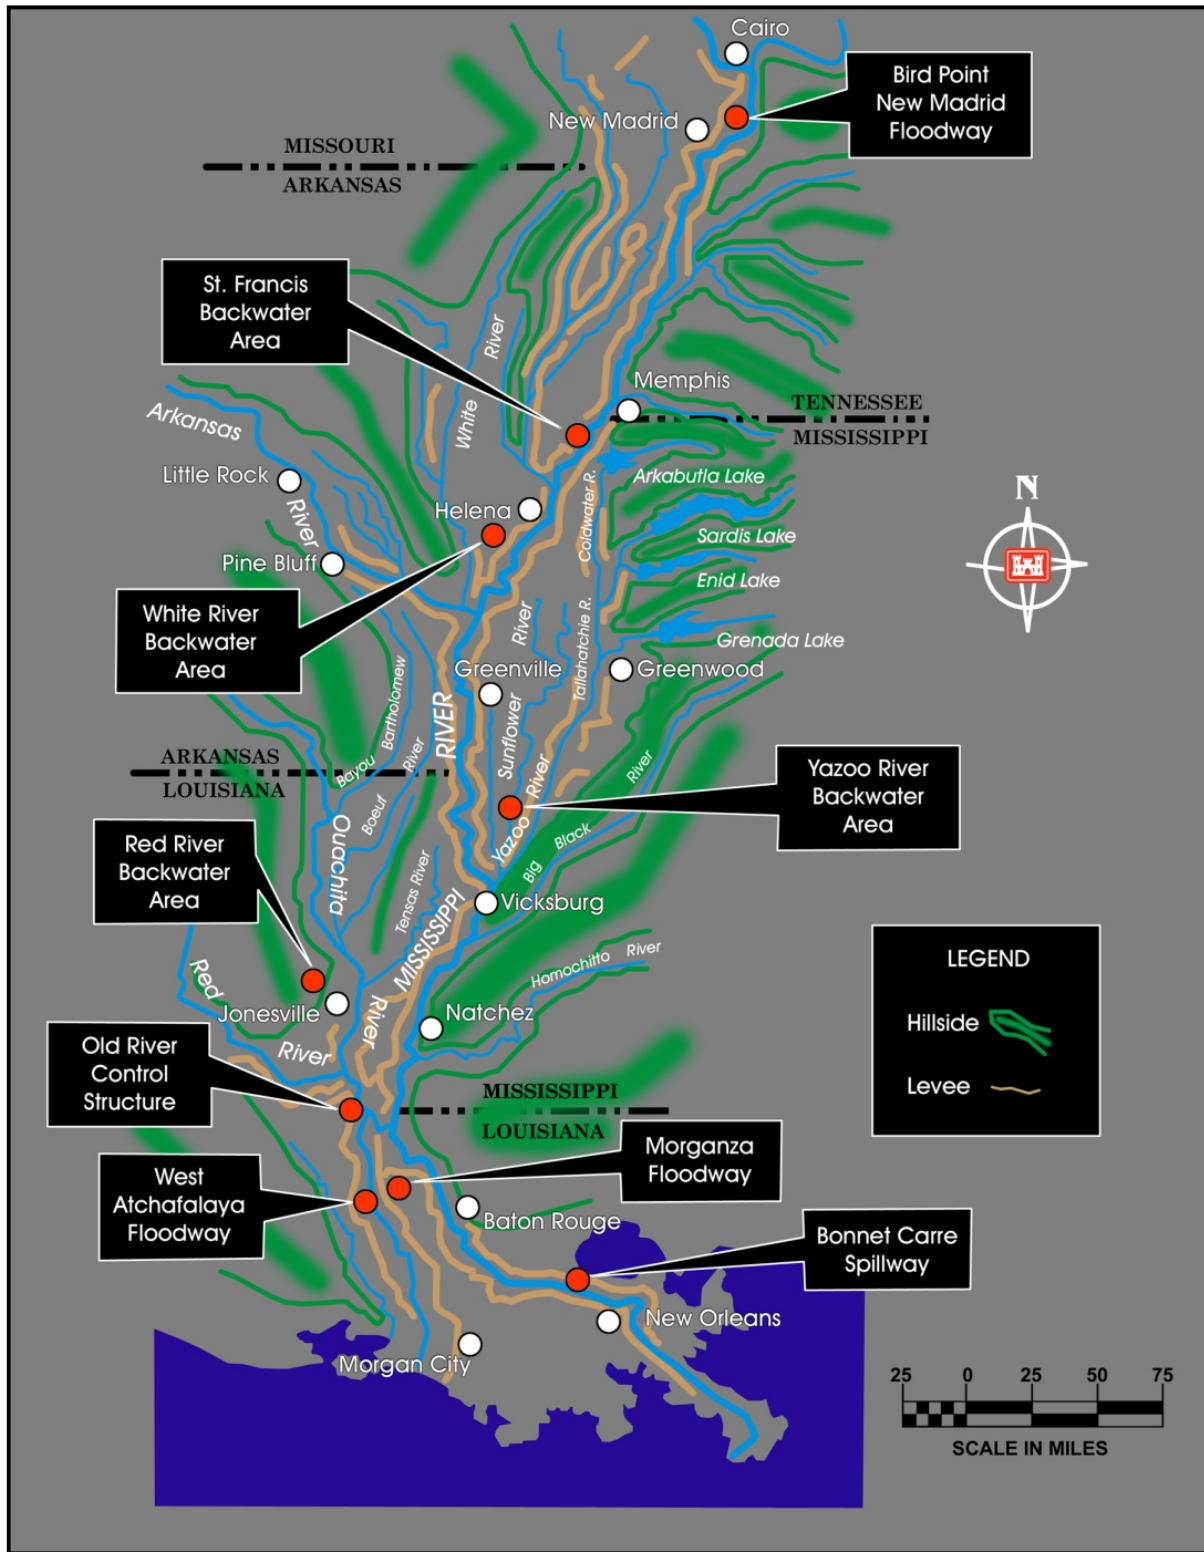 Cairo
Bird Point
New Madrid
Floodway
New Madrid
MISSOURI
ARKANSAS
St. Francis
Backwater
Area
White
River
Memphis
TENNESSEE
MISSISSIPPI
Arkansas
River
Little Rock
Helena
Coldwater R.
Arkabutla Lake
Sardis Lake
Enid Lake
Grenada Lake
N
Pine Bluff
White River
Backwater
Area
Greenville
River
Sunflower
Tallahatchie R.
Greenwood
RIVER
Bayou
Bartholomew
River
Boeuf
ARKANSAS
LOUISIANA
Ouachita
Yazoo
River
Yazoo River
Backwater
Area
Big
Black
River
Red River
Backwater
Area
Tensas River
MISSISSIPPI
Vicksburg
Homochitto
River
LEGEND
Hillside
Levee
Red
River
Jonesville
River
Natchez
Old River
Control
Structure
MISSISSIPPI
LOUISIANA
Morganza
Floodway
West
Atchafalaya
Floodway
Baton Rouge
Bonnet Carre
Spillway
New Orleans
Morgan City
25 0 25 50 75
SCALE IN MILES